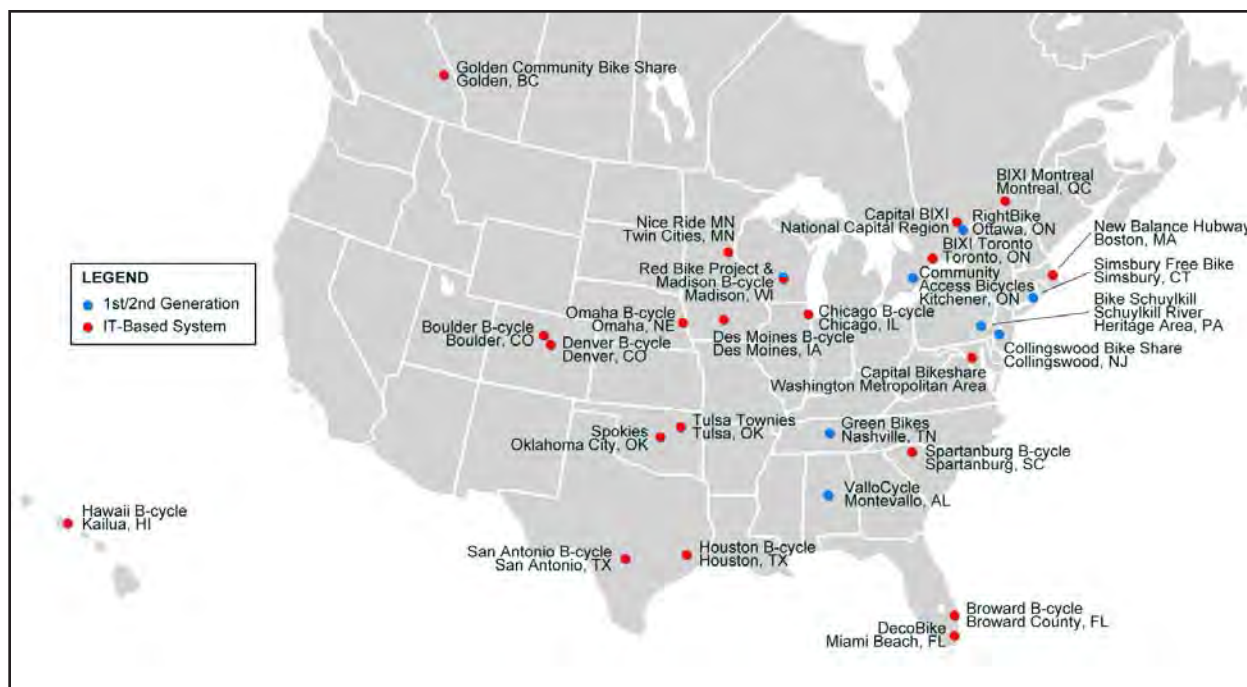 Golden Community Bike Share
Golden, BC
BIXI Montreal
Montreal, QC
Capital BIXI
National Capital Region
RightBike
Ottawa, ON
New Balance Hubway
Boston, MA
Nice Ride MN
Twin Cities, MN
BIXI Toronto
Toronto, ON
Simsbury Free Bike
Simsbury, CT
LEGEND
1st/2nd Generation
IT-Based System
Red Bike Project &
Madison B-cycle
Madison, WI
Community
Access Bicycles
Kitchener, ON
Bike Schuylkill
Schuylkill River
Heritage Area, PA
Omaha B-cycle
Omaha, NE
Chicago B-cycle
Chicago, IL
Boulder B-cycle
Boulder, CO
Denver B-cycle
Denver, CO
Des Moines B-cycle
Des Moines, IA
Collingswood Bike Share
Collingswood, NJ
Capital Bikeshare
Washington Metropolitan Area
Tulsa Townies
Tulsa, OK
Spokies
Oklahoma City, OK
Green Bikes
Nashville, TN
Spartanburg B-cycle
Spartanburg, SC
ValloCycle
Montevallo, AL
Hawaii B-cycle
Kailua, HI
San Antonio B-cycle
San Antonio, TX
Houston B-cycle
Houston, TX
Broward B-cycle
Broward County, FL
DecoBike
Miami Beach, FL